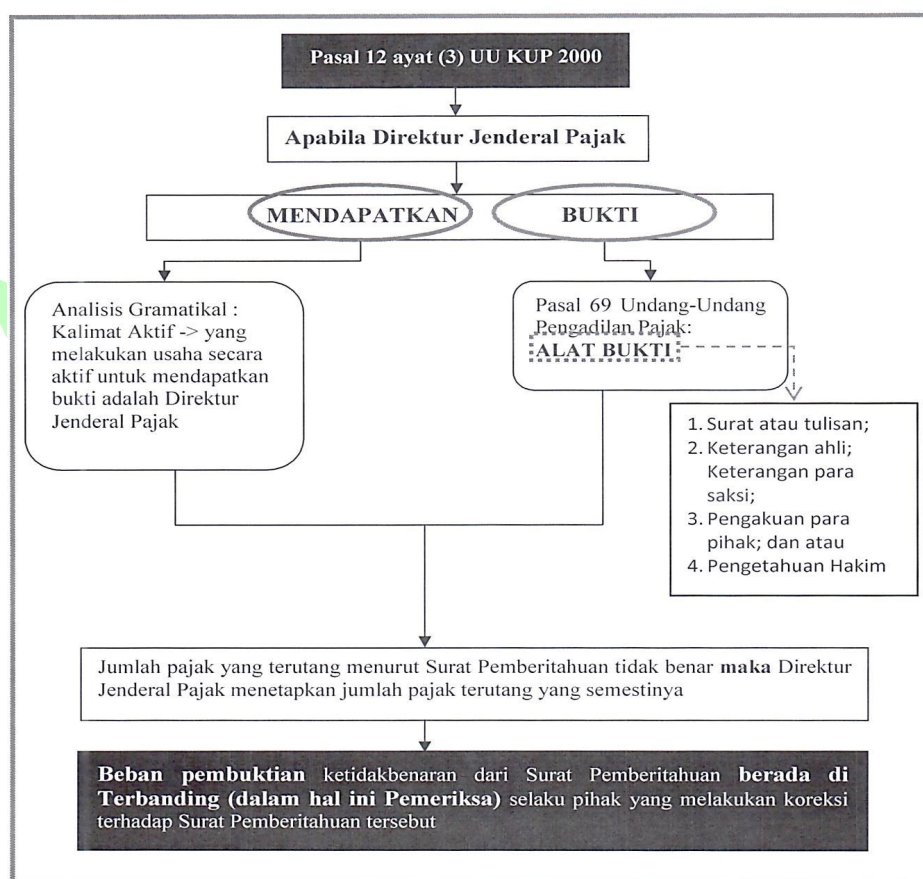 Pasal 12 ayat (3) UU KUP 2000
Apabila Direktur Jenderal Pajak
MENDAPATKAN BUKTI
Analisis Gramatikal :
Kalimat Aktif -> yang
melakukan usaha secara
aktif untuk mendapatkan
bukti adalah Direktur
Jenderal Pajak
Pasal 69 Undang-Undang
Pengadilan Pajak:
ALAT BUKTI
1. Surat atau tulisan;
2. Keterangan ahli;
Keterangan para
saksi;
3. Pengakuan para
pihak; dan atau
4. Pengetahuan Hakim
Jumlah pajak yang terutang menurut Surat Pemberitahuan tidak benar maka Direktur
Jenderal Pajak menetapkan jumlah pajak terutang yang semestinya
Beban pembuktian ketidakbenaran dari Surat Pemberitahuan berada di
Terbanding (dalam hal ini Pemeriksa) selaku pihak yang melakukan koreksi
terhadap Surat Pemberitahuan tersebut